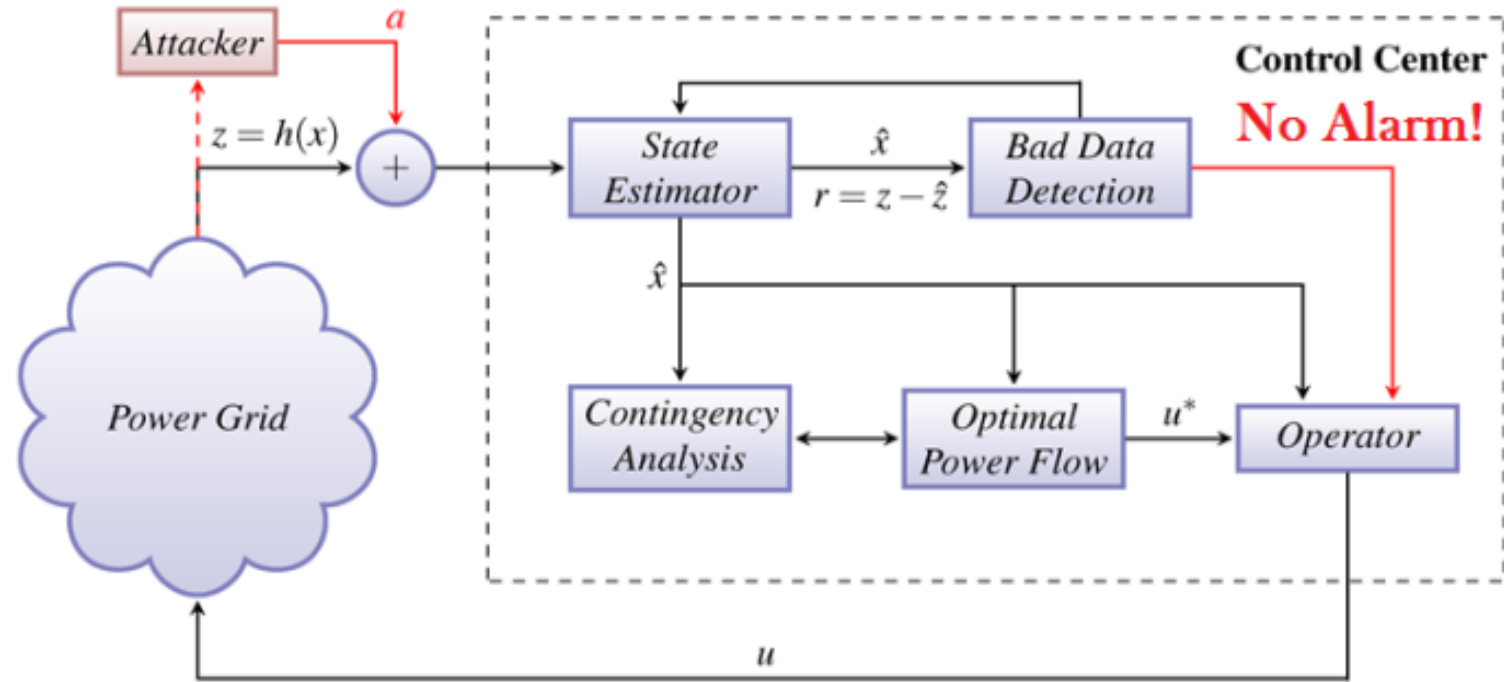 Attacker
a
Control Center
No Alarm!
z = h(x)
+
State
Estimator
x̂
r = z − ẑ
Bad Data
Detection
x̂
Power Grid
Contingency
Analysis
Optimal
Power Flow
u*
Operator
u